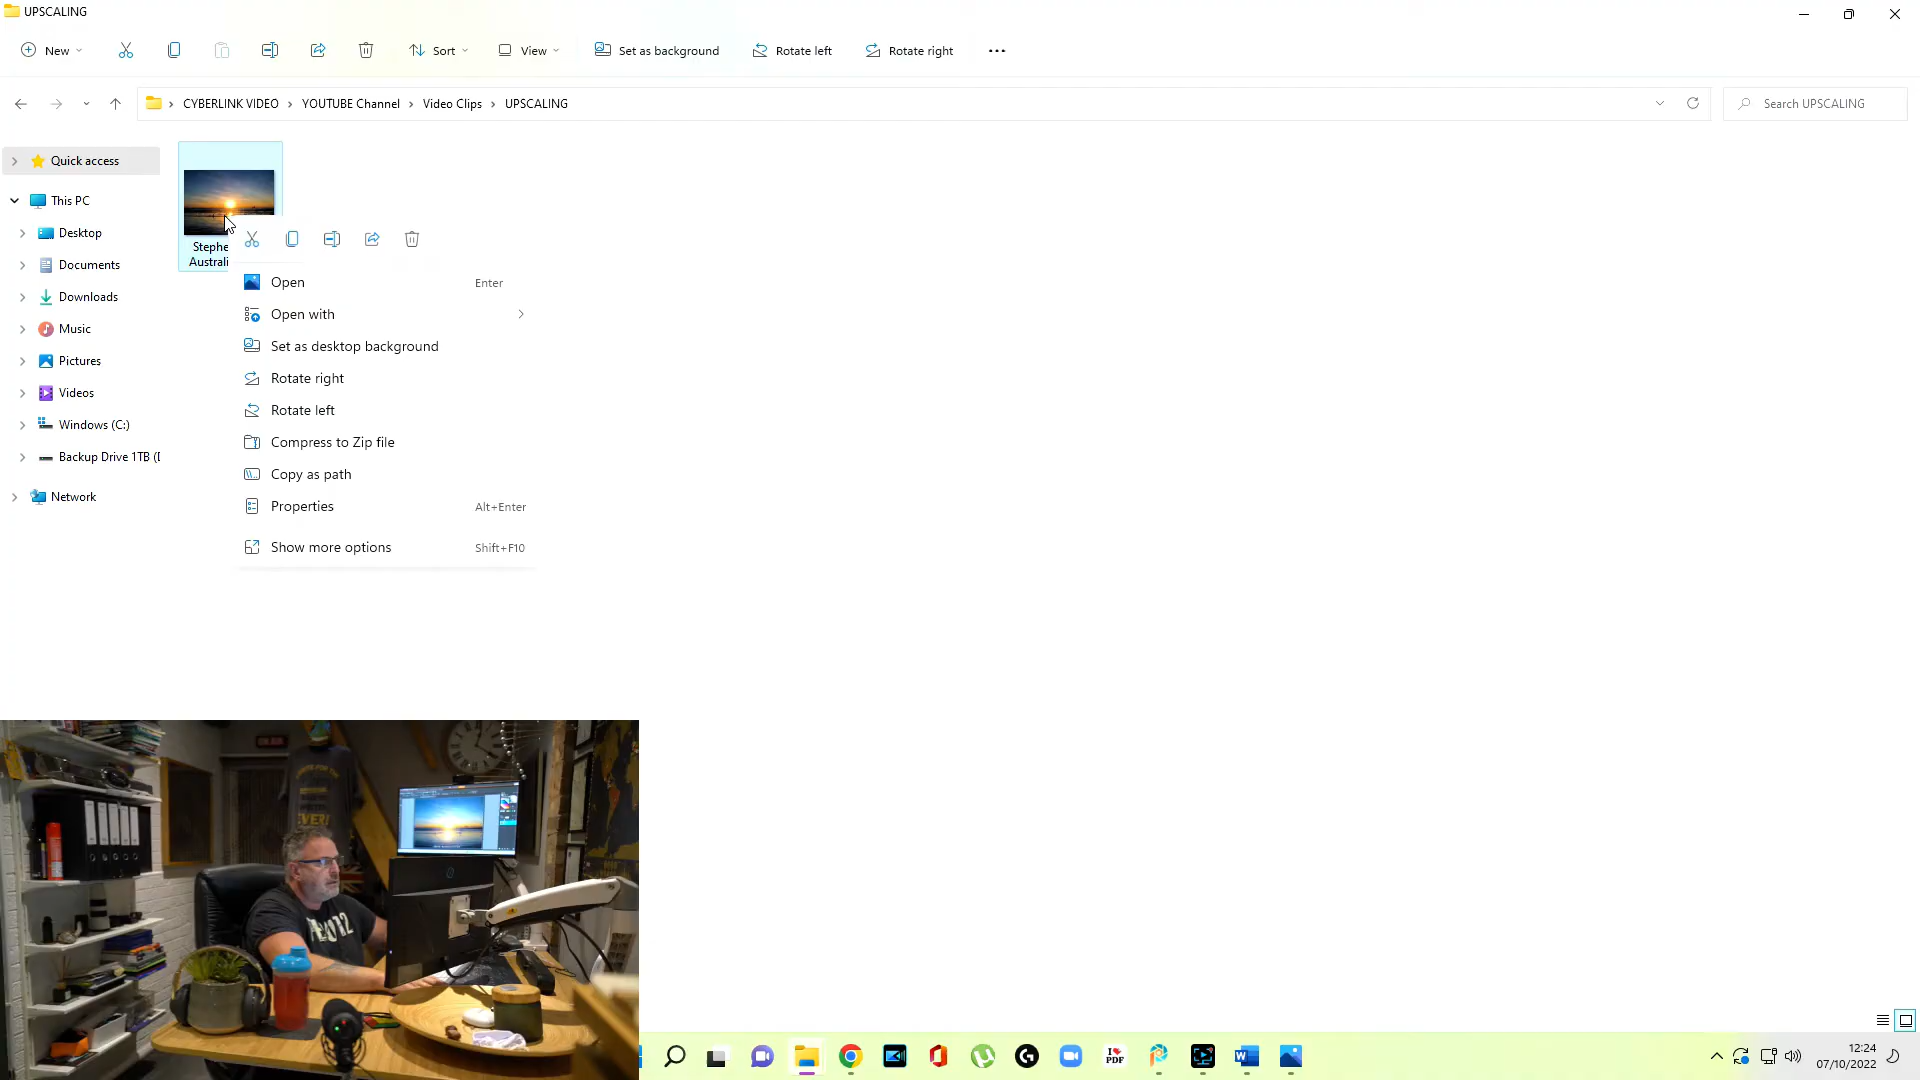 UPSCALING
New
Sort
View
Set as background
Rotate left
Rotate right
CYBERLINK VIDEO
YOUTUBE Channel
Video Clips
UPSCALING
Search UPSCALING
Quick access
This PC
Desktop
Documents
Downloads
Music
Pictures
Videos
Windows (C:)
Backup Drive 1TB (
Network
Stephe
Australi
Open Enter
Open with
Set as desktop background
Rotate right
Rotate left
Compress to Zip file
Copy as path
Properties Alt+Enter
Show more options Shift+F10
EVER!
I
PDF
W
12:24
07/10/2022